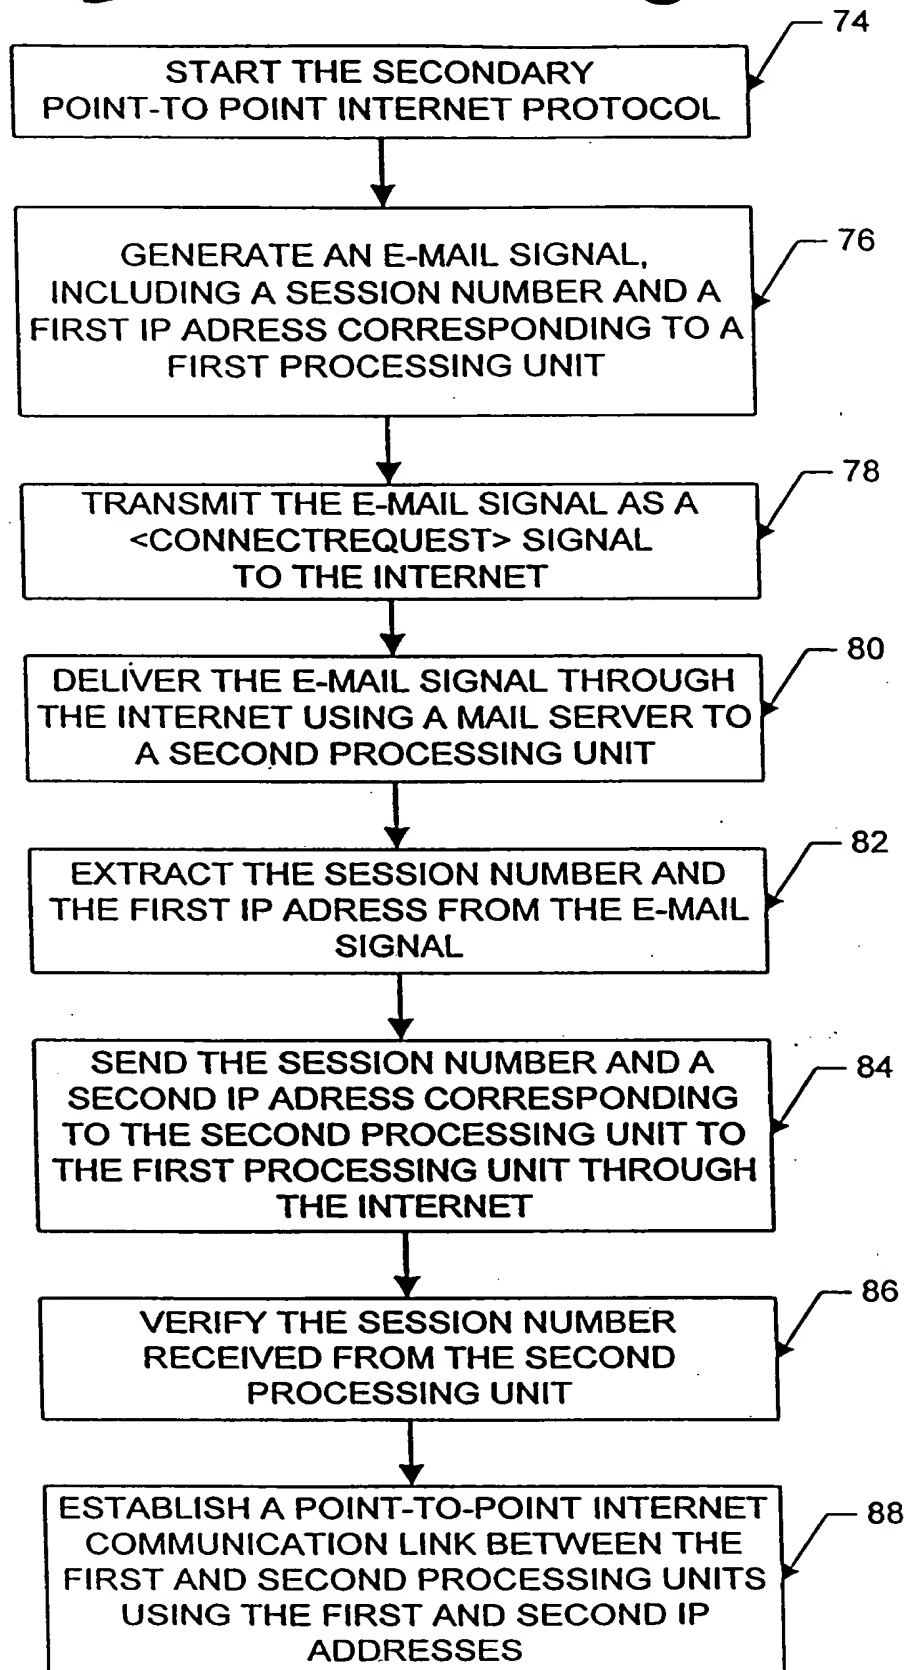 74
START THE SECONDARY
POINT-TO POINT INTERNET PROTOCOL
76
GENERATE AN E-MAIL SIGNAL,
INCLUDING A SESSION NUMBER AND A
FIRST IP ADRESS CORRESPONDING TO A
FIRST PROCESSING UNIT
78
TRANSMIT THE E-MAIL SIGNAL AS A
<CONNECTREQUEST> SIGNAL
TO THE INTERNET
80
DELIVER THE E-MAIL SIGNAL THROUGH
THE INTERNET USING A MAIL SERVER TO
A SECOND PROCESSING UNIT
82
EXTRACT THE SESSION NUMBER AND
THE FIRST IP ADRESS FROM THE E-MAIL
SIGNAL
84
SEND THE SESSION NUMBER AND A
SECOND IP ADRESS CORRESPONDING
TO THE SECOND PROCESSING UNIT TO
THE FIRST PROCESSING UNIT THROUGH
THE INTERNET
86
VERIFY THE SESSION NUMBER
RECEIVED FROM THE SECOND
PROCESSING UNIT
88
ESTABLISH A POINT-TO-POINT INTERNET
COMMUNICATION LINK BETWEEN THE
FIRST AND SECOND PROCESSING UNITS
USING THE FIRST AND SECOND IP
ADDRESSES